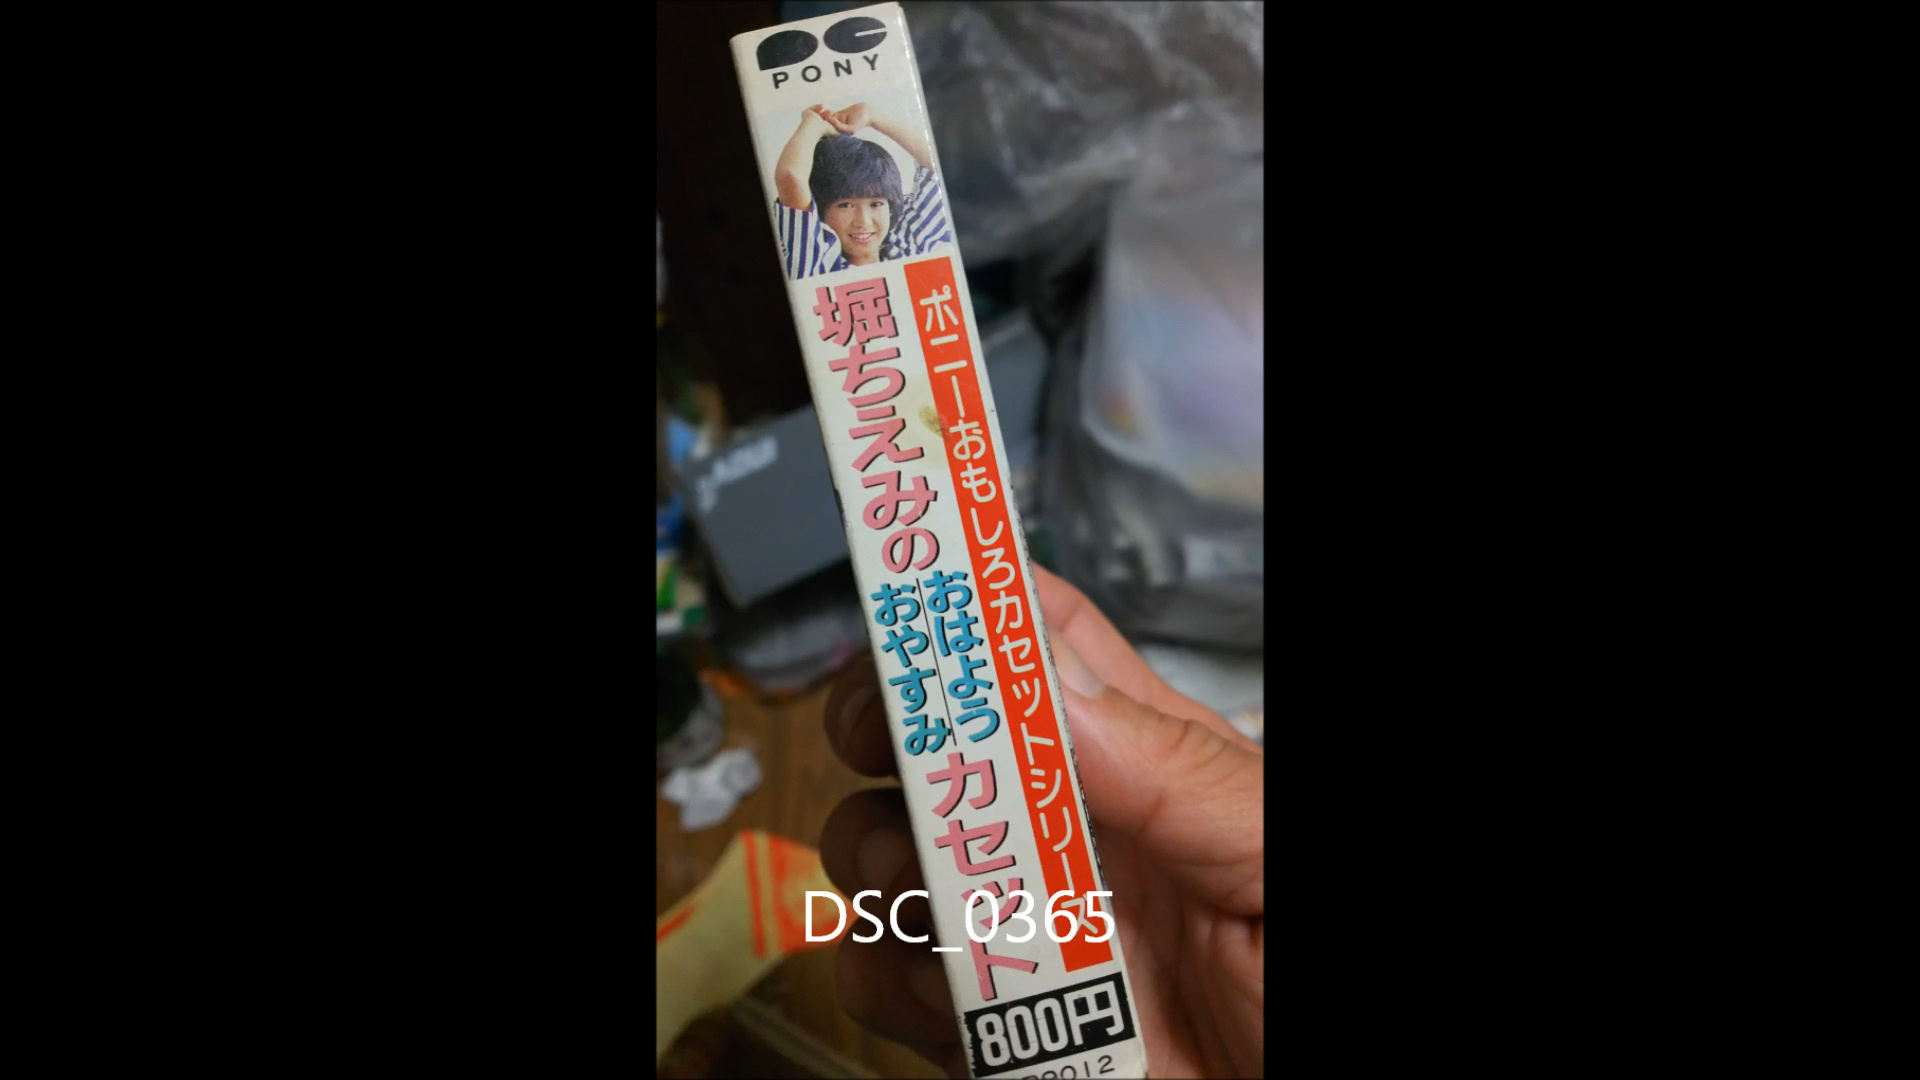 PONY
ポニーおもしろカセットシリーズ
堀ちえみの
おはよう
おやすみ
カセット
800円
DSC_0365